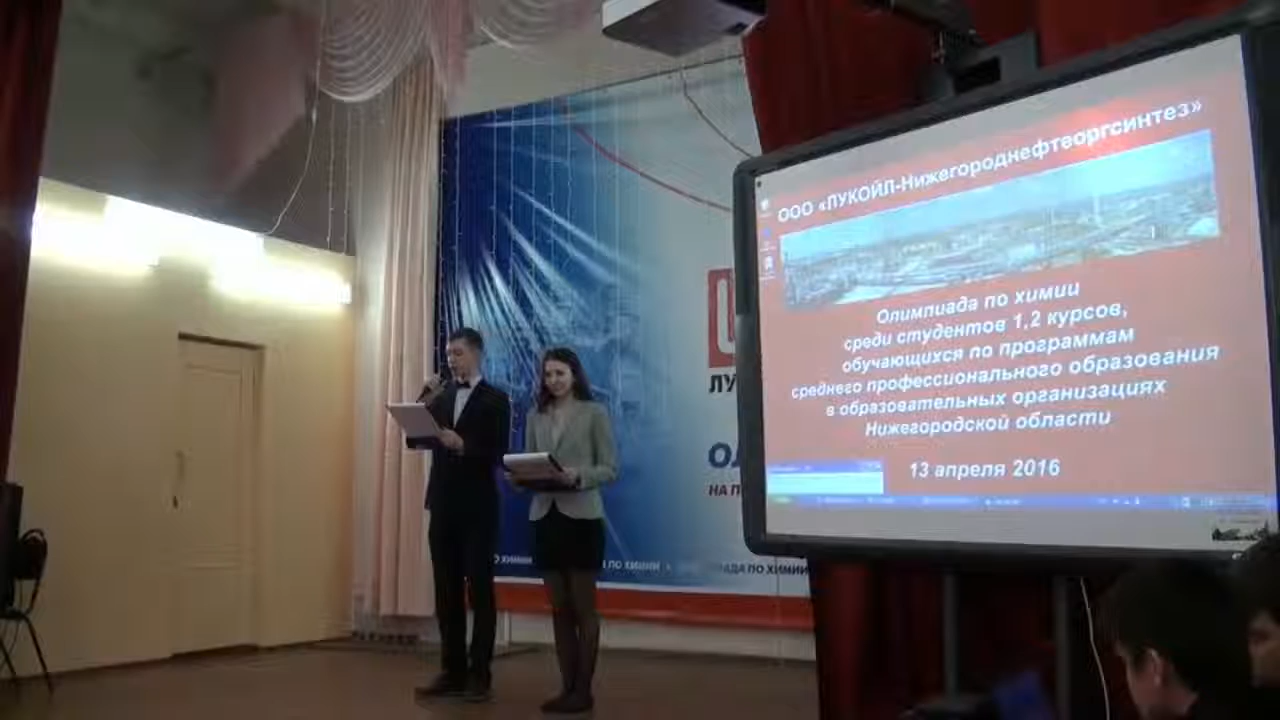 ООО «ЛУКОЙЛ-Нижегороднефтеоргсинтез»
Олимпиада по химии
среди студентов 1,2 курсов,
обучающихся по программам
среднего профессионального образования
в образовательных организациях
Нижегородской области
13 апреля 2016
ЛУ
ОЛ
НА П
О ХИМИИ
ПО ХИМИИ
АДА ПО ХИМИИ